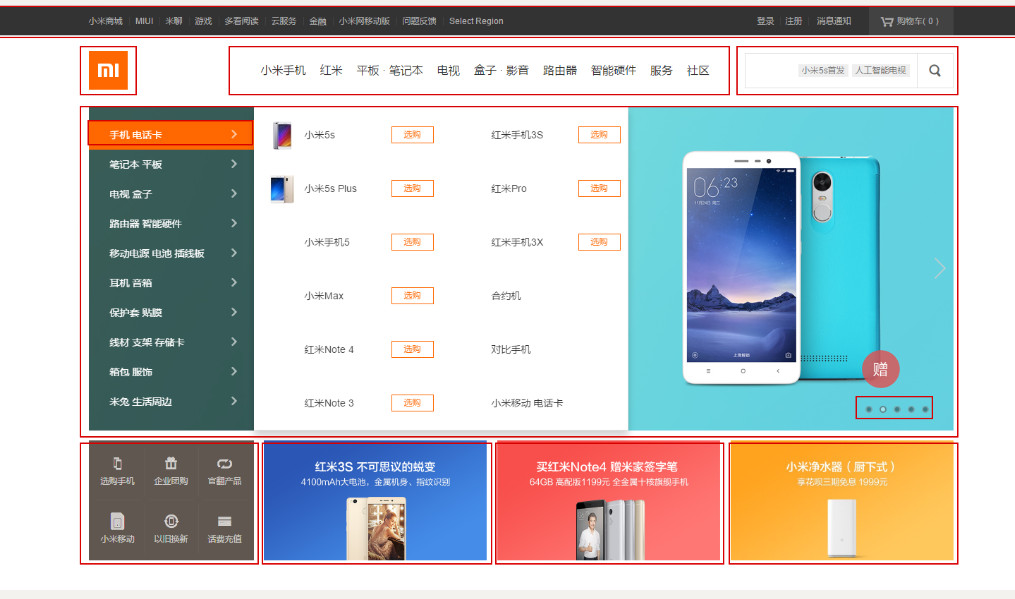 小米商城 MIUI 米聊 游戏 多看阅读 云服务 金融 小米网移动版 问题反馈 Select Region 登录 注册 消息通知 购物车( 0 )
小米手机 红米 平板 · 笔记本 电视 盒子 · 影音 路由器 智能硬件 服务 社区 小米5s首发 人工智能电视
手机 电话卡
笔记本 平板
电视 盒子
路由器 智能硬件
移动电源 电池 插线板
耳机 音箱
保护套 贴膜
线材 支架 存储卡
箱包 服饰
米兔 生活周边
小米5s 选购 红米手机3S 选购
小米5s Plus 选购 红米Pro 选购
小米手机5 选购 红米手机3X 选购
小米Max 选购 合约机
红米Note 4 选购 对比手机
红米Note 3 选购 小米移动 电话卡
06:23
赠
选购手机 企业团购 官翻产品
小米移动 以旧换新 话费充值
红米3S 不可思议的蜕变
4100mAh大电池、金属机身、指纹识别
买红米Note4 赠米家签字笔
64GB 高配版1199元 全金属十核旗舰手机
小米净水器（厨下式）
享花呗三期免息 1999元